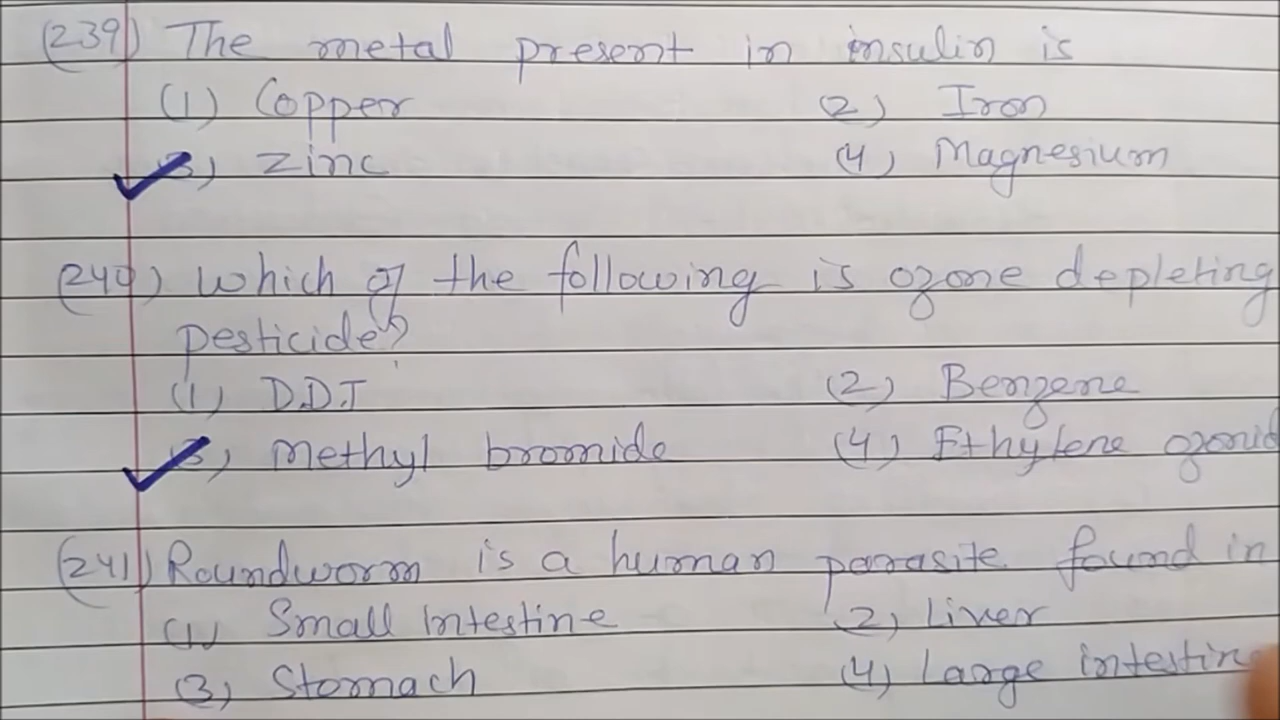 (239) The metal present in insulin is
(1) Copper (2) Iron
(3) Zinc (4) Magnesium
(240) Which of the following is ozone depleting
pesticide?
(1) D.D.T (2) Benzene
(3) Methyl bromide (4) Ethylene ozonid
(241) Roundworm is a human parasite found in
(1) Small Intestine (2) Liver
(3) Stomach (4) Large intestin